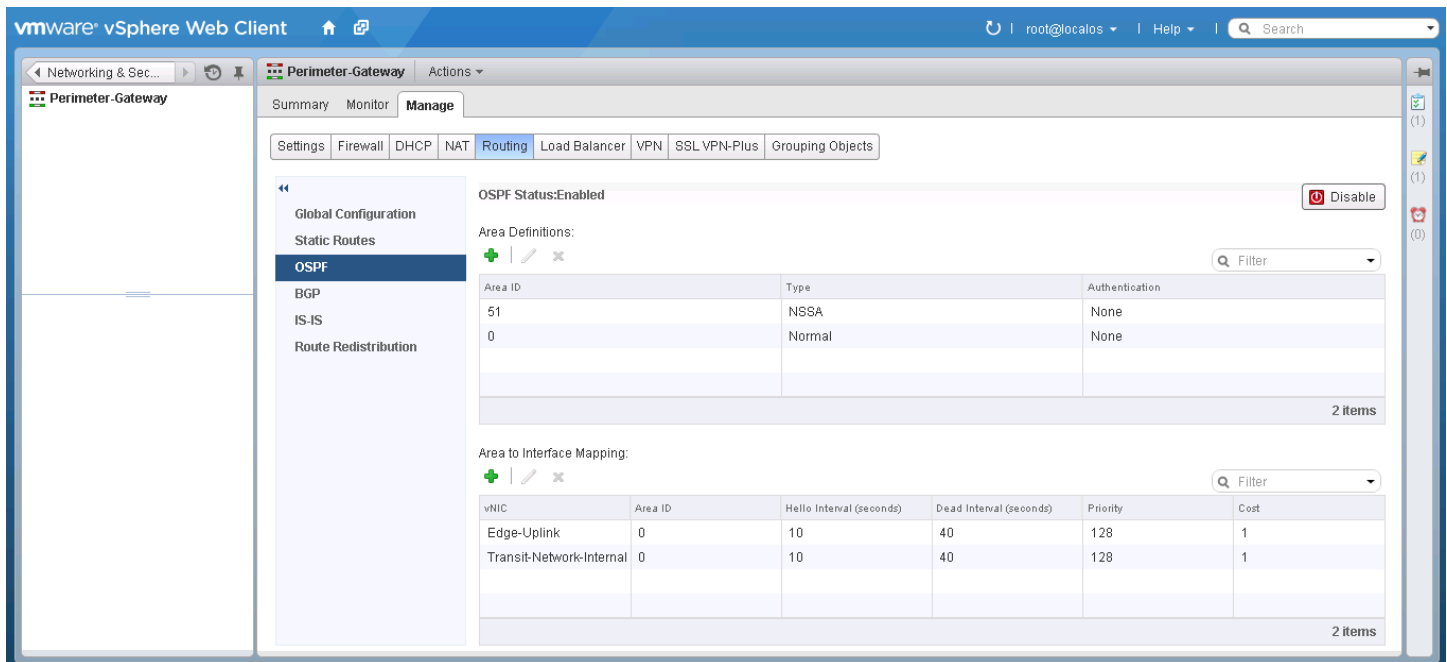 vmware® vSphere Web Client
root@localos
Help
Search
Networking & Sec...
Perimeter-Gateway
Perimeter-Gateway Actions
Summary Monitor Manage
Settings Firewall DHCP NAT Routing Load Balancer VPN SSL VPN-Plus Grouping Objects
Global Configuration
Static Routes
OSPF
BGP
IS-IS
Route Redistribution
OSPF Status:Enabled
Disable
Area Definitions:
Filter
Area ID Type Authentication
51 NSSA None
0 Normal None
2 items
Area to Interface Mapping:
Filter
vNIC Area ID Hello Interval (seconds) Dead Interval (seconds) Priority Cost
Edge-Uplink 0 10 40 128 1
Transit-Network-Internal 0 10 40 128 1
2 items
(1)
(1)
(0)